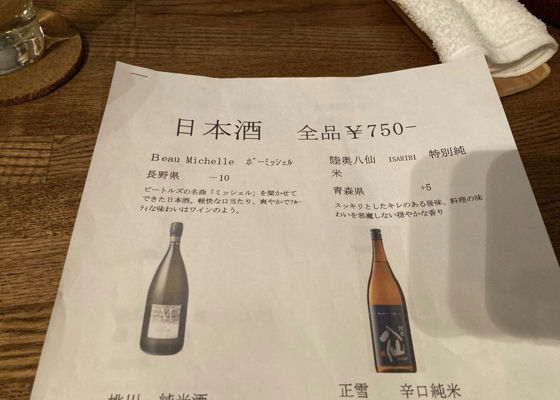 日本酒 全品￥750-
Beau Michelle ボーミッシェル
長野県 -10
ビートルズの名曲「ミッシェル」を聞かせて
できた日本酒。軽快な口当たり、爽やかでフルー
ティな味わいはワインのよう。
陸奥八仙 ISARIBI 特別純
米
青森県 +5
スッキリとしたキレのある後味、料理の味
わいを邪魔しない穏やかな香り
M
八仙
桃川 純米酒
正雪 辛口純米